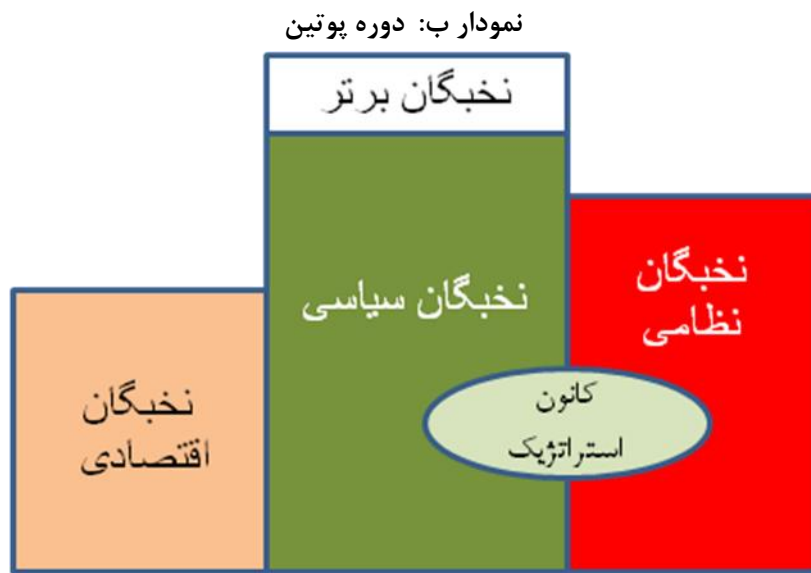 نمودار ب: دوره پوتین
نخبگان برتر
نخبگان
نظامی
نخبگان سیاسی
کانون
استراتژیک
نخبگان
اقتصادی